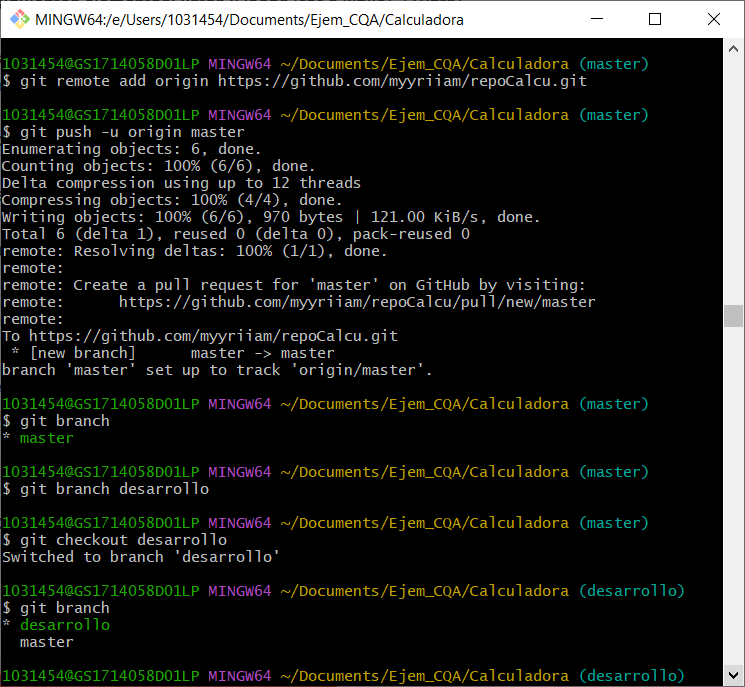 MINGW64:/e/Users/1031454/Documents/Ejem_CQA/Calculadora
1031454@GS1714058D01LP MINGW64 ~/Documents/Ejem_CQA/Calculadora (master)
$ git remote add origin https://github.com/myyriiam/repoCalcu.git
1031454@GS1714058D01LP MINGW64 ~/Documents/Ejem_CQA/Calculadora (master)
$ git push -u origin master
Enumerating objects: 6, done.
Counting objects: 100% (6/6), done.
Delta compression using up to 12 threads
Compressing objects: 100% (4/4), done.
Writing objects: 100% (6/6), 970 bytes | 121.00 KiB/s, done.
Total 6 (delta 1), reused 0 (delta 0), pack-reused 0
remote: Resolving deltas: 100% (1/1), done.
remote:
remote: Create a pull request for 'master' on GitHub by visiting:
remote:      https://github.com/myyriiam/repoCalcu/pull/new/master
remote:
To https://github.com/myyriiam/repoCalcu.git
 * [new branch]      master -> master
branch 'master' set up to track 'origin/master'.
1031454@GS1714058D01LP MINGW64 ~/Documents/Ejem_CQA/Calculadora (master)
$ git branch
* master
1031454@GS1714058D01LP MINGW64 ~/Documents/Ejem_CQA/Calculadora (master)
$ git branch desarrollo
1031454@GS1714058D01LP MINGW64 ~/Documents/Ejem_CQA/Calculadora (master)
$ git checkout desarrollo
Switched to branch 'desarrollo'
1031454@GS1714058D01LP MINGW64 ~/Documents/Ejem_CQA/Calculadora (desarrollo)
$ git branch
* desarrollo
  master
1031454@GS1714058D01LP MINGW64 ~/Documents/Ejem_CQA/Calculadora (desarrollo)